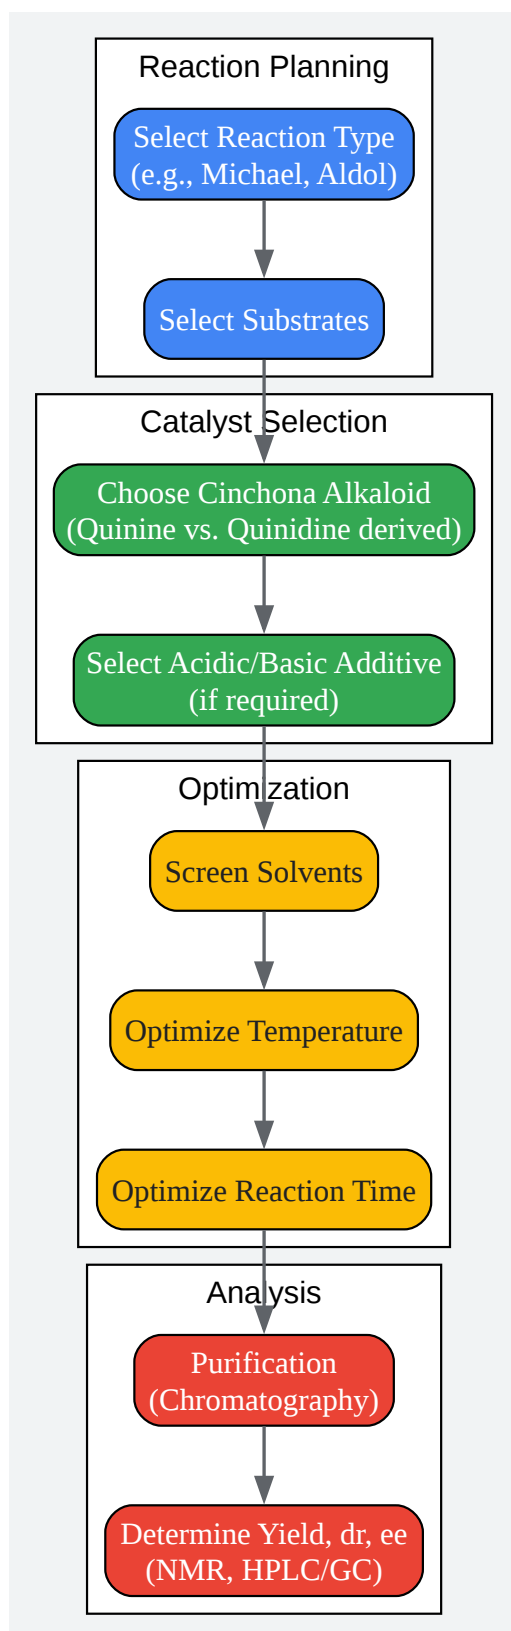 Reaction Planning
Select Reaction Type
(e.g., Michael, Aldol)
Select Substrates
Catalyst Selection
Choose Cinchona Alkaloid
(Quinine vs. Quinidine derived)
Select Acidic/Basic Additive
(if required)
Optimization
Screen Solvents
Optimize Temperature
Optimize Reaction Time
Analysis
Purification
(Chromatography)
Determine Yield, dr, ee
(NMR, HPLC/GC)